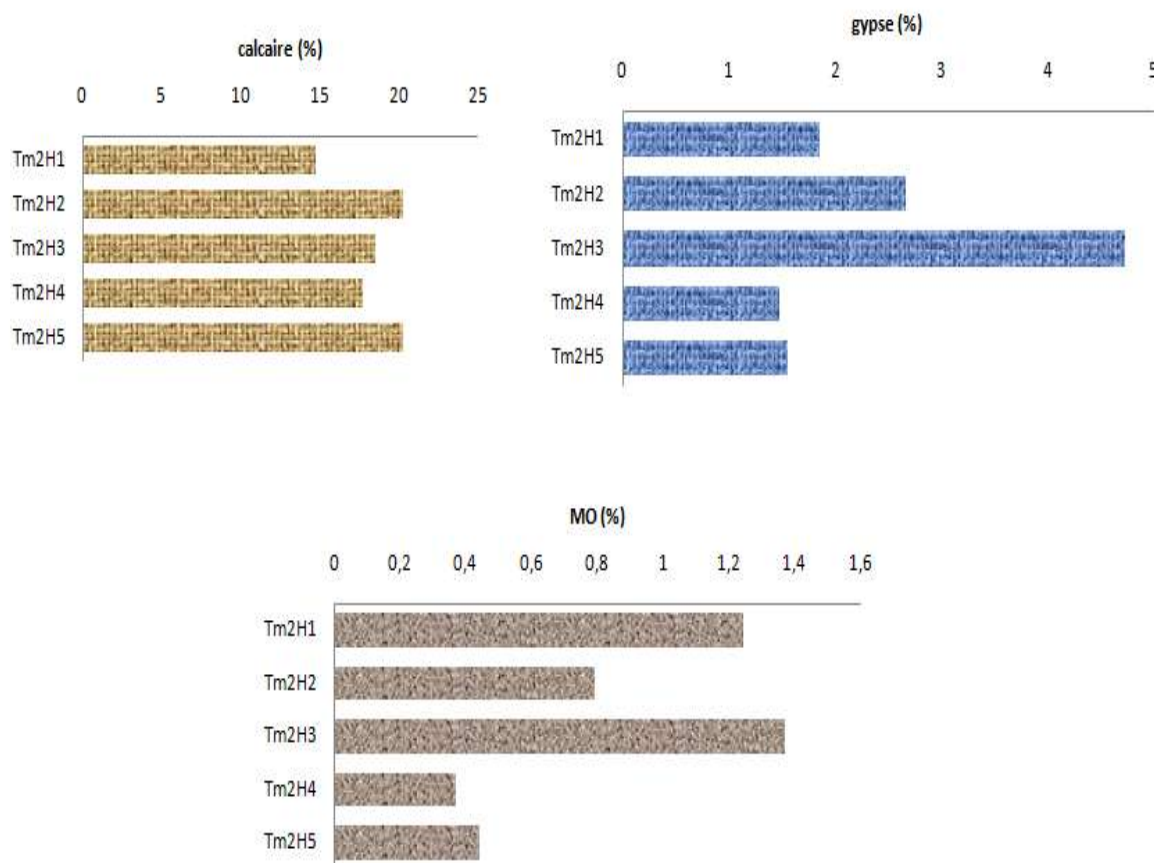 calcaire (%)
0 5 10 15 20 25
Tm2H1
Tm2H2
Tm2H3
Tm2H4
Tm2H5
gypse (%)
0 1 2 3 4 5
Tm2H1
Tm2H2
Tm2H3
Tm2H4
Tm2H5
MO (%)
0 0,2 0,4 0,6 0,8 1 1,2 1,4 1,6
Tm2H1
Tm2H2
Tm2H3
Tm2H4
Tm2H5